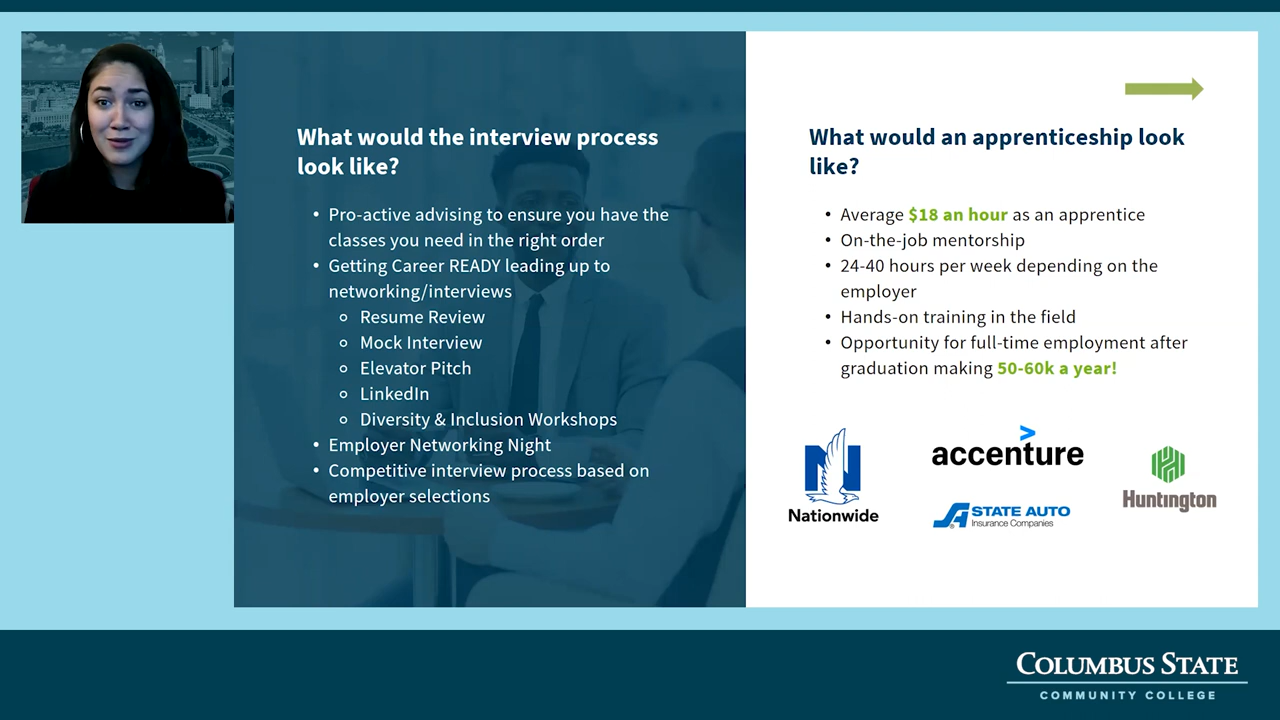 What would the interview process
look like?
• Pro-active advising to ensure you have the
classes you need in the right order
• Getting Career READY leading up to
networking/interviews
Resume Review
Mock Interview
Elevator Pitch
LinkedIn
Diversity & Inclusion Workshops
• Employer Networking Night
• Competitive interview process based on
employer selections
What would an apprenticeship look
like?
• Average $18 an hour as an apprentice
• On-the-job mentorship
• 24-40 hours per week depending on the
employer
• Hands-on training in the field
• Opportunity for full-time employment after
graduation making 50-60k a year!
Nationwide
accenture
STATE AUTO
Insurance Companies
Huntington
COLUMBUS STATE
COMMUNITY COLLEGE